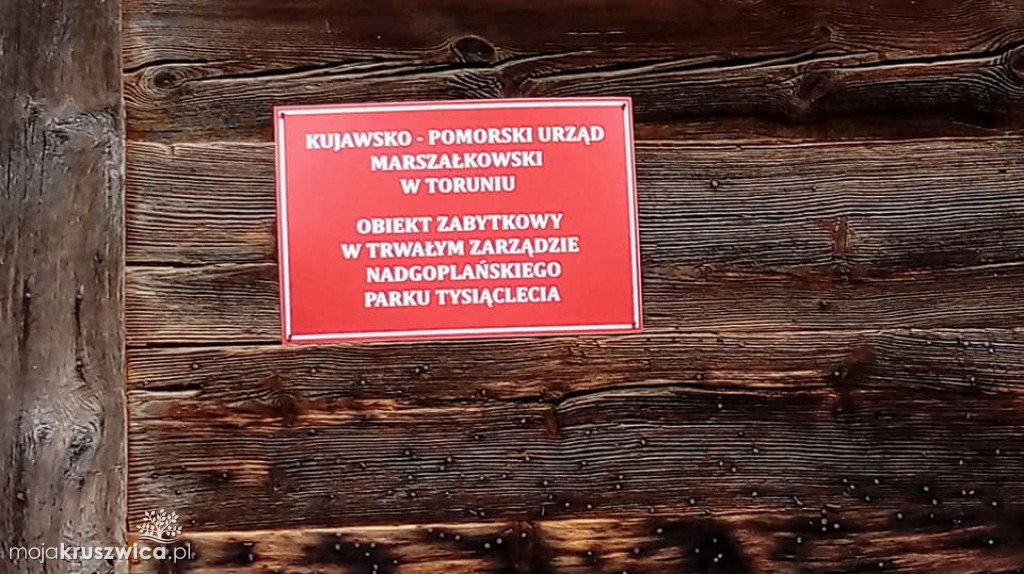 KUJAWSKO - POMORSKI URZĄD
MARSZAŁKOWSKI
W TORUNIU
OBIEKT ZABYTKOWY
W TRWAŁYM ZARZĄDZIE
NADGOPLAŃSKIEGO
PARKU TYSIĄCLECIA
mojakruszwica.pl